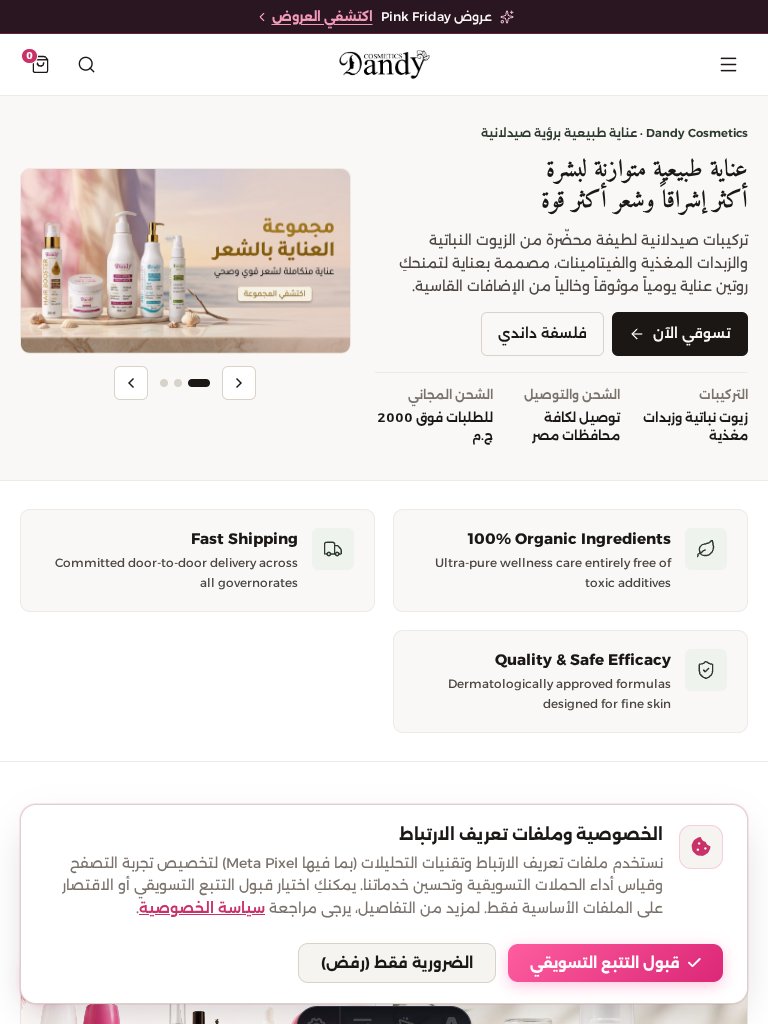 عروض Pink Friday اكتشفي العروض
0
COSMETICS
Dandy
Dandy Cosmetics · عناية طبيعية برؤية صيدلانية
عناية طبيعية متوازنة لبشرة
أكثر إشراقاً وشعر أكثر قوة
تركيبات صيدلانية لطيفة محضّرة من الزيوت النباتية
والزبدات المغذية والفيتامينات، مصممة بعناية لتمنحكِ
روتين عناية يومياً موثوقاً وخالياً من الإضافات القاسية.
تسوقي الآن
فلسفة داندي
التركيبات
زيوت نباتية وزبدات
مغذية
الشحن والتوصيل
توصيل لكافة
محافظات مصر
الشحن المجاني
للطلبات فوق 2000
ج.م
مجموعة
العناية بالشعر
عناية متكاملة لشعر قوي وصحي
اكتشفي المجموعة
Dandy
HAIR BOOSTER
100% Organic Ingredients
Ultra-pure wellness care entirely free of
toxic additives
Fast Shipping
Committed door-to-door delivery across
all governorates
Quality & Safe Efficacy
Dermatologically approved formulas
designed for fine skin
الخصوصية وملفات تعريف الارتباط
نستخدم ملفات تعريف الارتباط وتقنيات التحليلات (بما فيها Meta Pixel) لتخصيص تجربة التصفح
وقياس أداء الحملات التسويقية وتحسين خدماتنا. يمكنكِ اختيار قبول التتبع التسويقي أو الاقتصار
على الملفات الأساسية فقط. لمزيد من التفاصيل، يرجى مراجعة سياسة الخصوصية.
قبول التتبع التسويقي
الضرورية فقط (رفض)